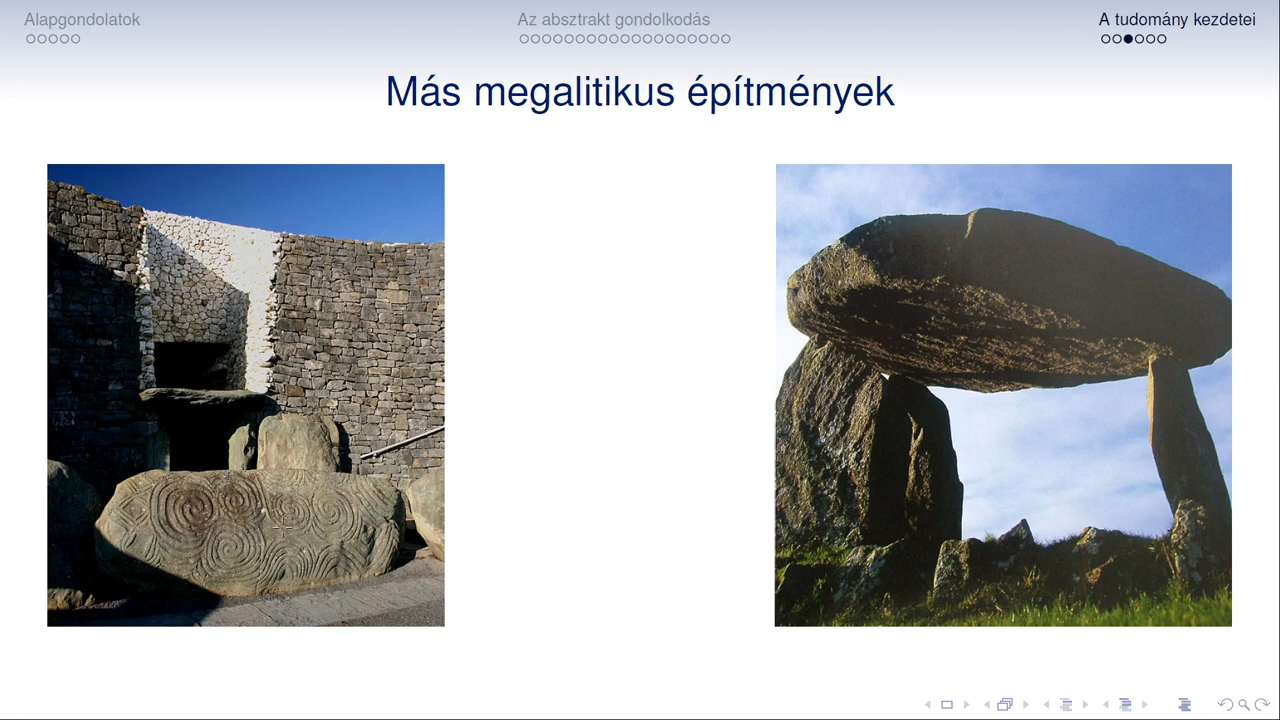 Alapgondolatok
Az absztrakt gondolkodás
A tudomány kezdetei
Más megalitikus építmények